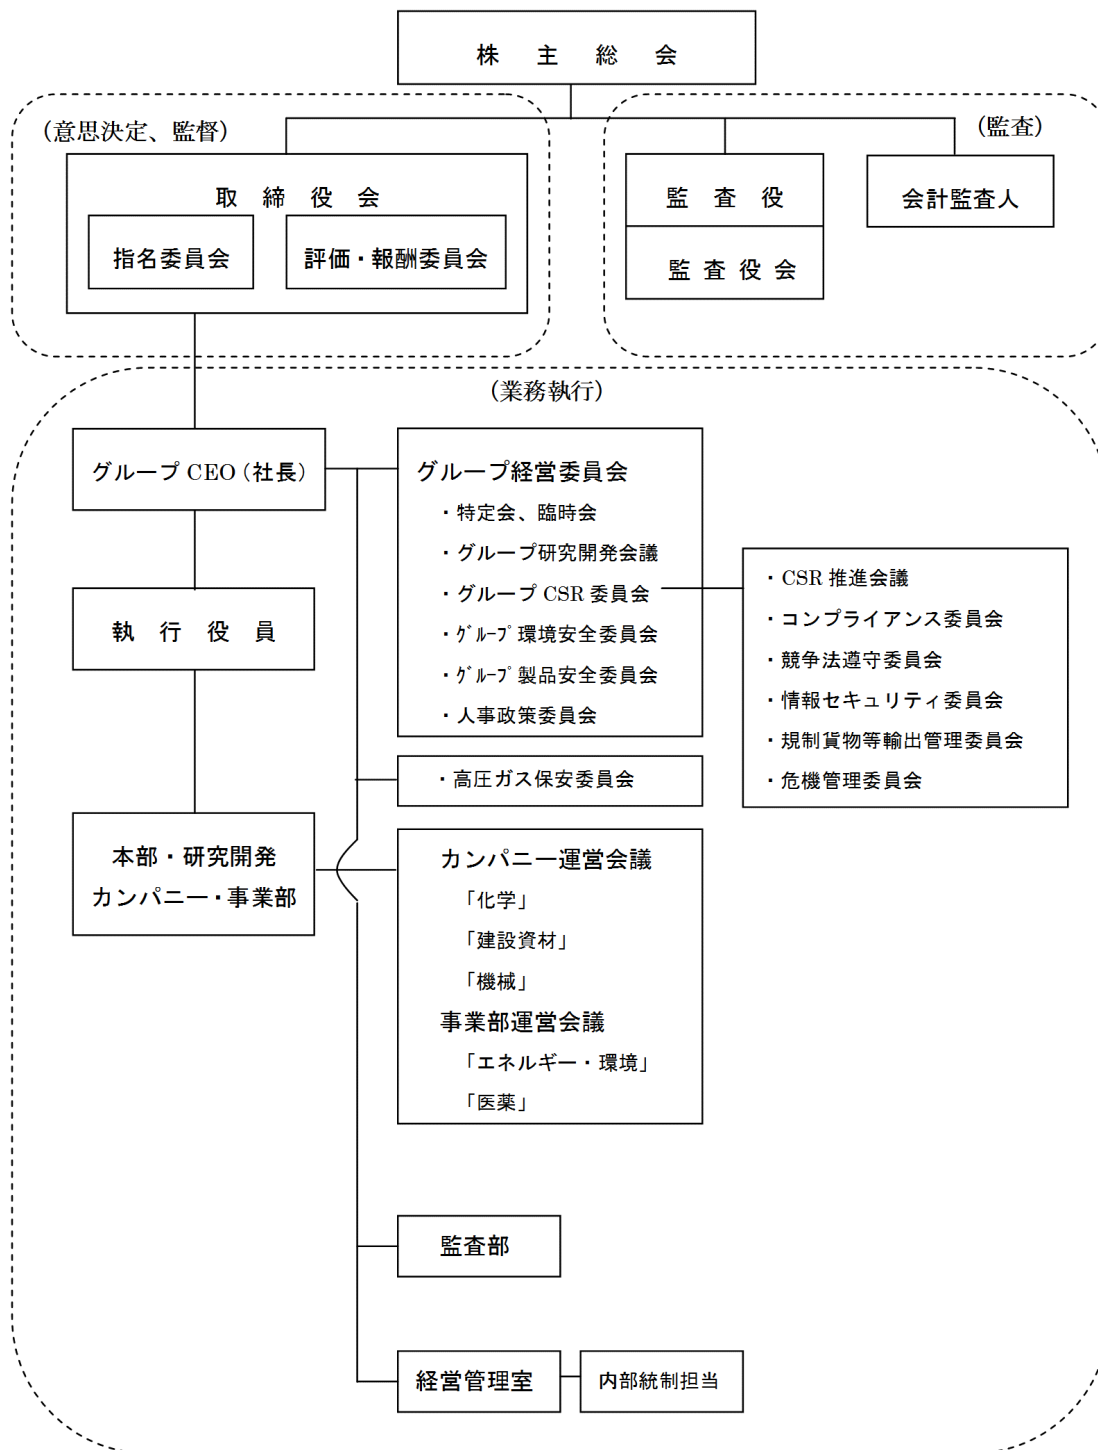 株主総会
（意思決定、監督）
（監査）
取締役会
指名委員会
評価・報酬委員会
監査役
監査役会
会計監査人
（業務執行）
グループ CEO（社長）
グループ経営委員会
・特定会、臨時会
・グループ研究開発会議
・グループ CSR 委員会
・ｸﾞﾙｰﾌﾟ環境安全委員会
・ｸﾞﾙｰﾌﾟ製品安全委員会
・人事政策委員会
・CSR 推進会議
・コンプライアンス委員会
・競争法遵守委員会
・情報セキュリティ委員会
・規制貨物等輸出管理委員会
・危機管理委員会
執行役員
・高圧ガス保安委員会
本部・研究開発
カンパニー・事業部
カンパニー運営会議
「化学」
「建設資材」
「機械」
事業部運営会議
「エネルギー・環境」
「医薬」
監査部
経営管理室
内部統制担当